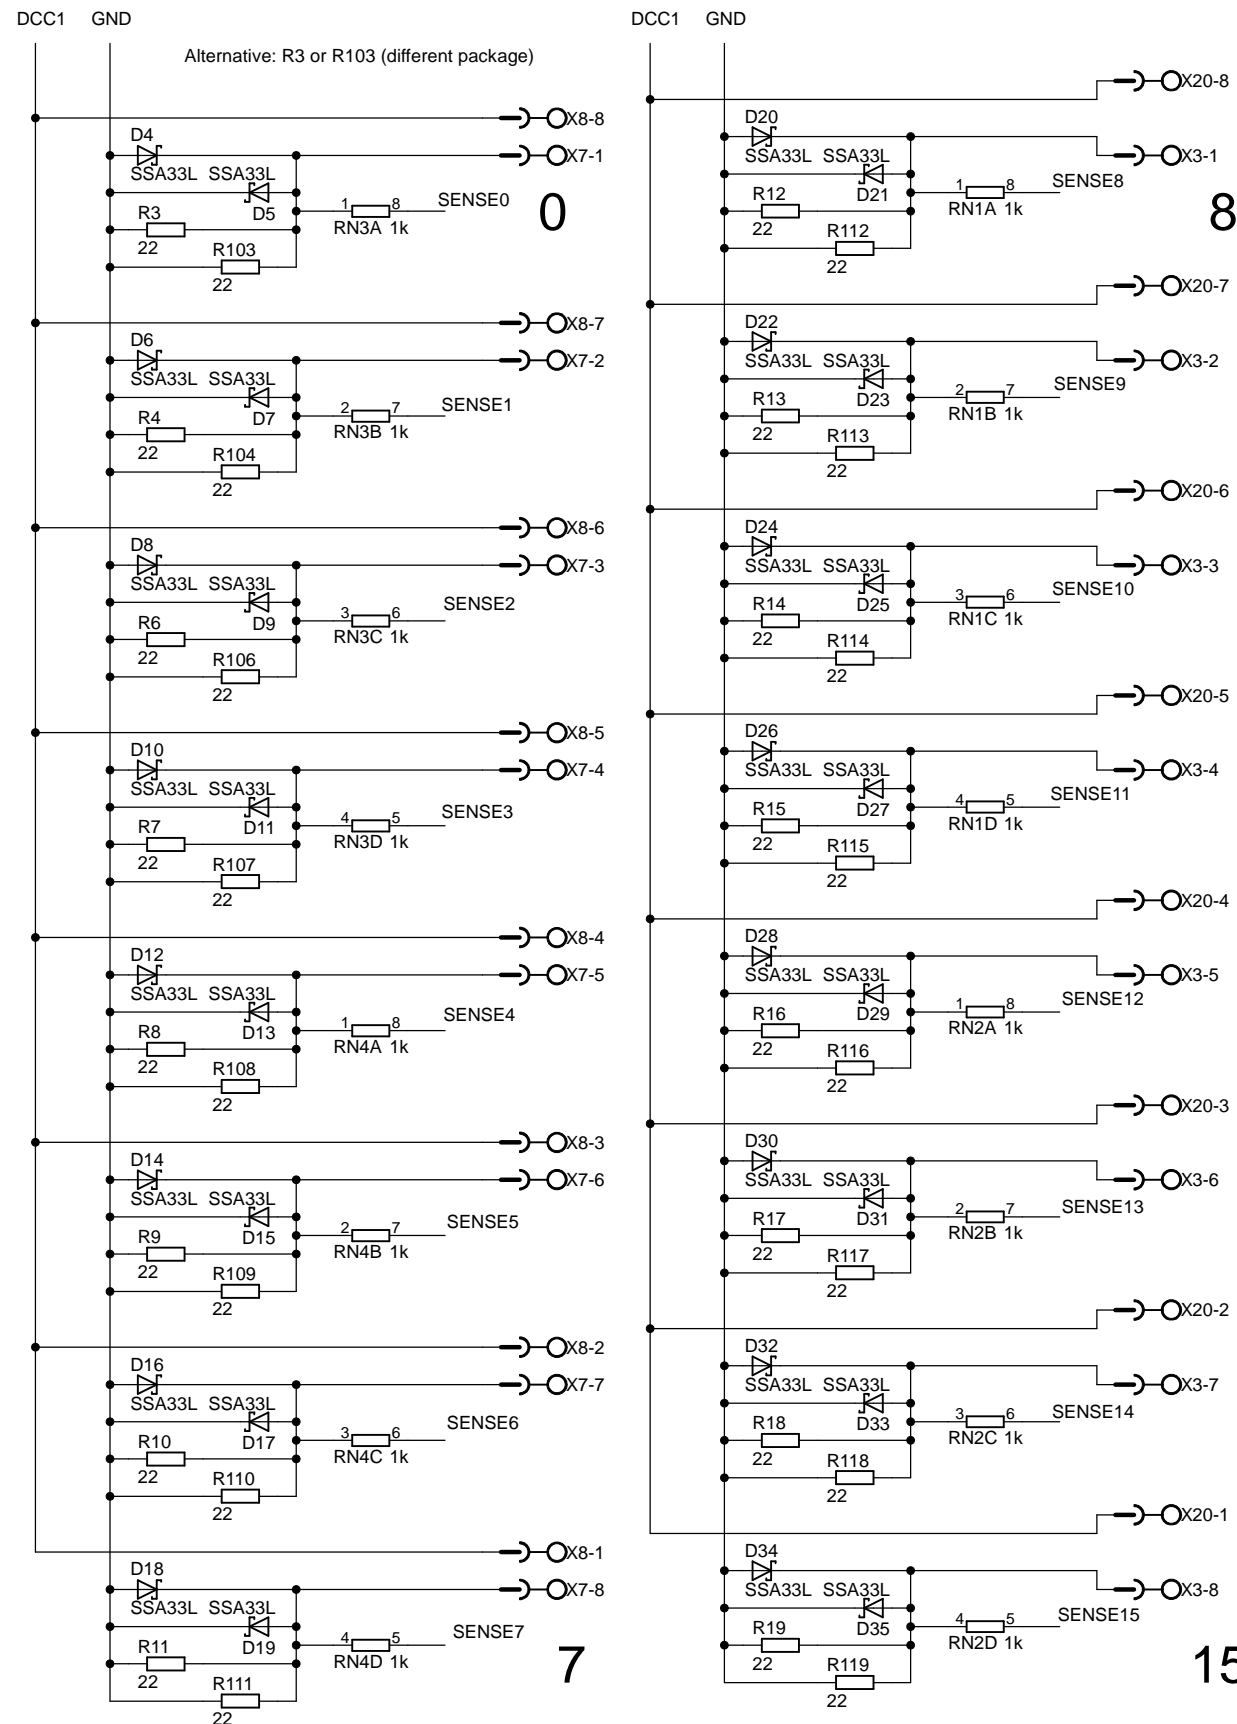 DCC1 GND
Alternative: R3 or R103 (different package)
X8-8
D4
X7-1
SSA33L SSA33L
D5
R3
1 8
SENSE0
0
RN3A 1k
22
R103
22
X8-7
D6
X7-2
SSA33L SSA33L
D7
R4
2 7
SENSE1
RN3B 1k
22
R104
22
X8-6
D8
X7-3
SSA33L SSA33L
D9
R6
3 6
SENSE2
RN3C 1k
22
R106
22
X8-5
D10
X7-4
SSA33L SSA33L
D11
R7
4 5
SENSE3
RN3D 1k
22
R107
22
X8-4
D12
X7-5
SSA33L SSA33L
D13
R8
1 8
SENSE4
RN4A 1k
22
R108
22
X8-3
D14
X7-6
SSA33L SSA33L
D15
R9
2 7
SENSE5
RN4B 1k
22
R109
22
X8-2
D16
X7-7
SSA33L SSA33L
D17
R10
3 6
SENSE6
RN4C 1k
22
R110
22
X8-1
D18
X7-8
SSA33L SSA33L
D19
R11
4 5
SENSE7
7
RN4D 1k
22
R111
22
DCC1 GND
X20-8
D20
X3-1
SSA33L SSA33L
D21
R12
1 8
SENSE8
8
RN1A 1k
22
R112
22
X20-7
D22
X3-2
SSA33L SSA33L
D23
R13
2 7
SENSE9
RN1B 1k
22
R113
22
X20-6
D24
X3-3
SSA33L SSA33L
D25
R14
3 6
SENSE10
RN1C 1k
22
R114
22
X20-5
D26
X3-4
SSA33L SSA33L
D27
R15
4 5
SENSE11
RN1D 1k
22
R115
22
X20-4
D28
X3-5
SSA33L SSA33L
D29
R16
1 8
SENSE12
RN2A 1k
22
R116
22
X20-3
D30
X3-6
SSA33L SSA33L
D31
R17
2 7
SENSE13
RN2B 1k
22
R117
22
X20-2
D32
X3-7
SSA33L SSA33L
D33
R18
3 6
SENSE14
RN2C 1k
22
R118
22
X20-1
D34
X3-8
SSA33L SSA33L
D35
R19
4 5
SENSE15
15
RN2D 1k
22
R119
22